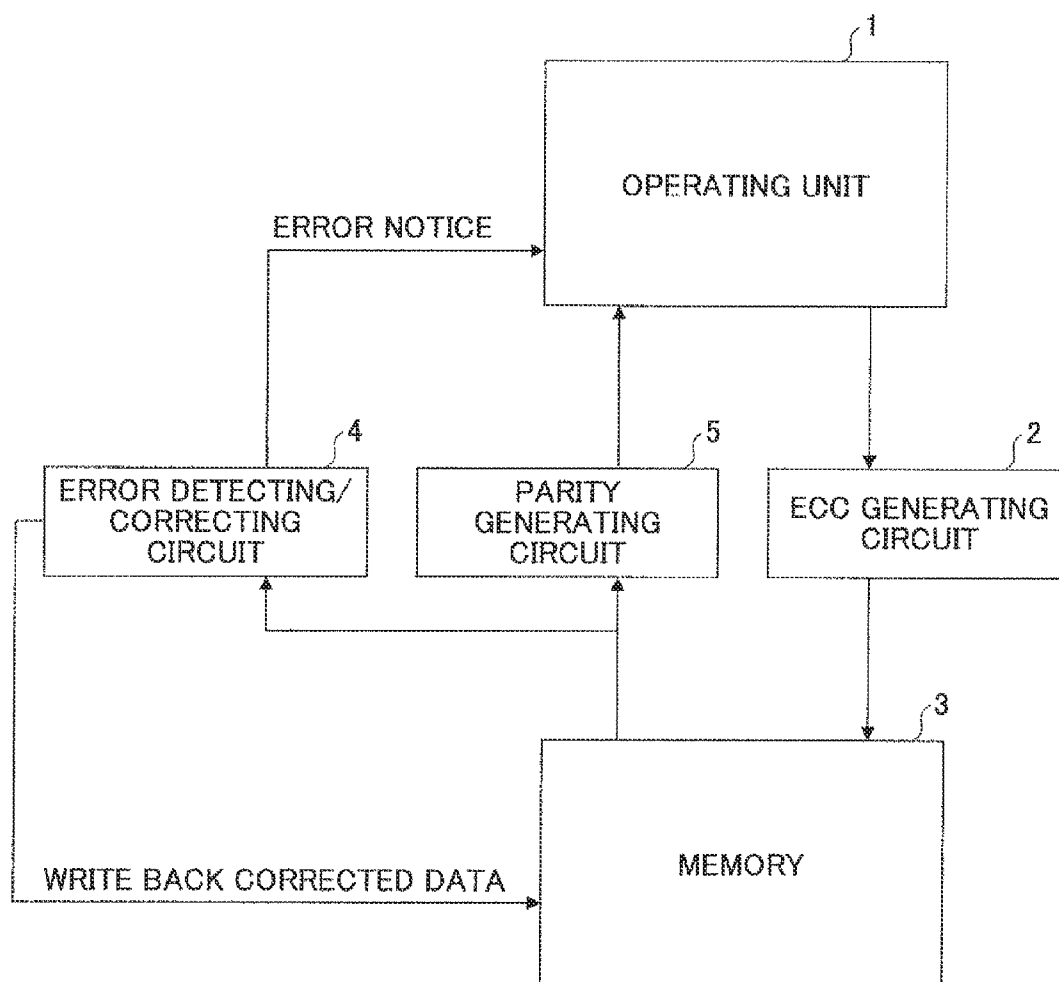 1
OPERATING UNIT
ERROR NOTICE
4
ERROR DETECTING/
CORRECTING
CIRCUIT
5
PARITY
GENERATING
CIRCUIT
2
ECC GENERATING
CIRCUIT
3
MEMORY
WRITE BACK CORRECTED DATA